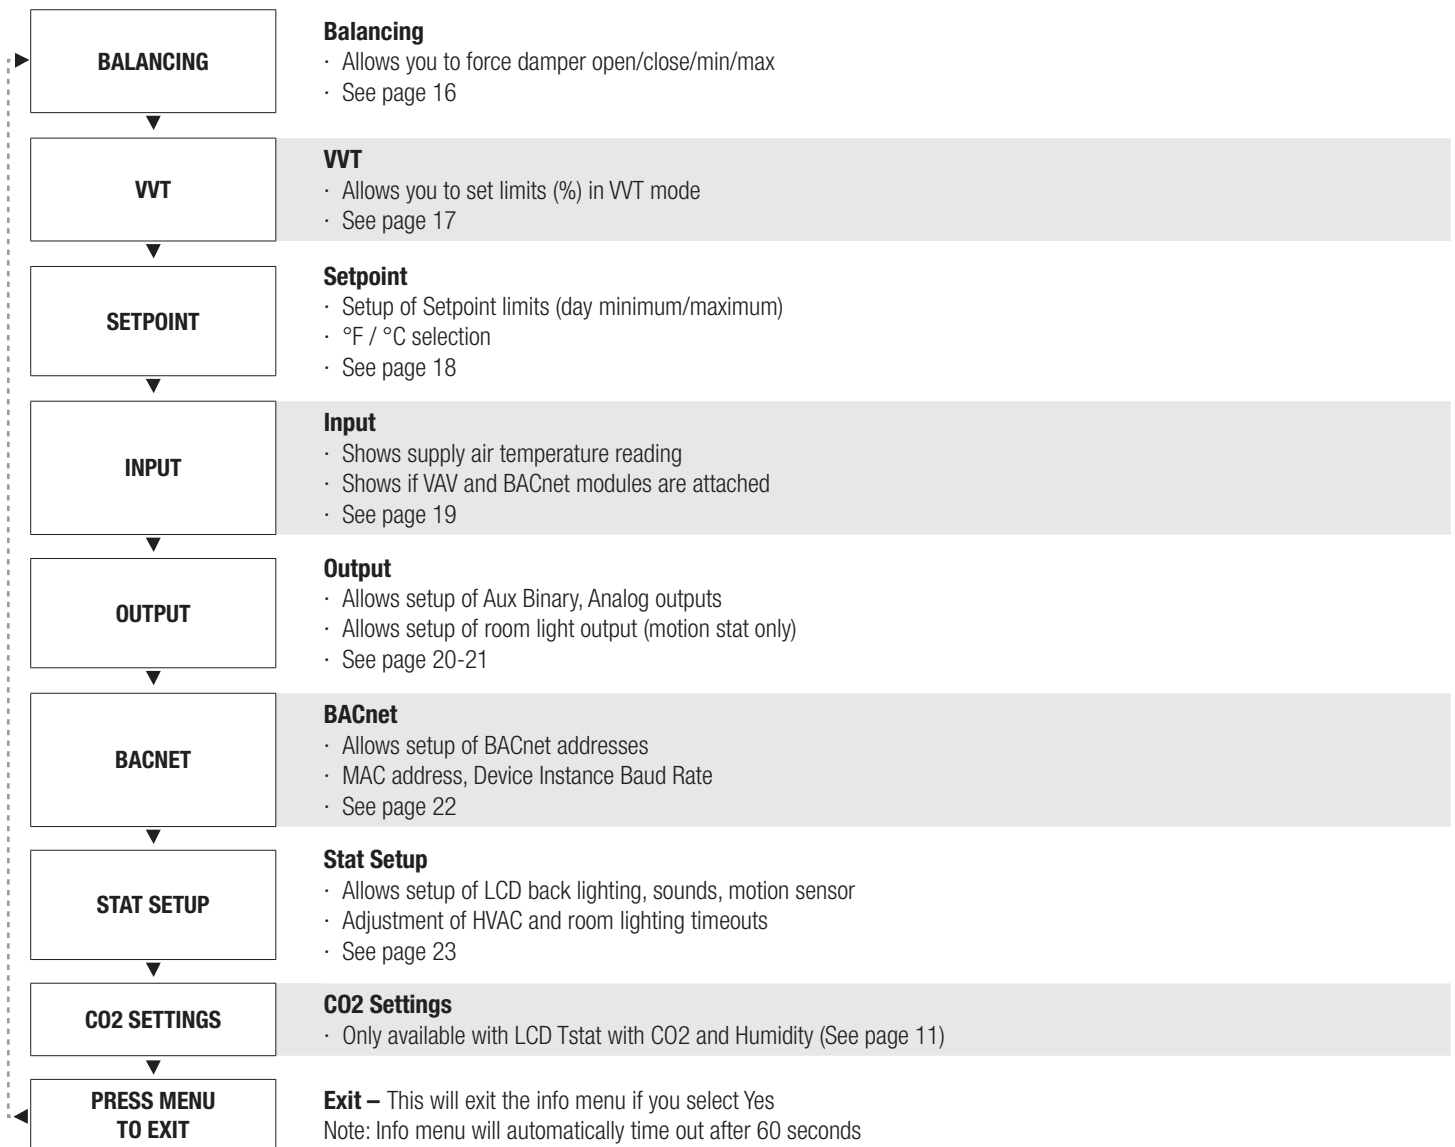 BALANCING
Balancing
· Allows you to force damper open/close/min/max
· See page 16
VVT
VVT
· Allows you to set limits (%) in VVT mode
· See page 17
SETPOINT
Setpoint
· Setup of Setpoint limits (day minimum/maximum)
· °F / °C selection
· See page 18
INPUT
Input
· Shows supply air temperature reading
· Shows if VAV and BACnet modules are attached
· See page 19
OUTPUT
Output
· Allows setup of Aux Binary, Analog outputs
· Allows setup of room light output (motion stat only)
· See page 20-21
BACNET
BACnet
· Allows setup of BACnet addresses
· MAC address, Device Instance Baud Rate
· See page 22
STAT SETUP
Stat Setup
· Allows setup of LCD back lighting, sounds, motion sensor
· Adjustment of HVAC and room lighting timeouts
· See page 23
CO2 SETTINGS
CO2 Settings
· Only available with LCD Tstat with CO2 and Humidity (See page 11)
PRESS MENU
TO EXIT
Exit – This will exit the info menu if you select Yes
Note: Info menu will automatically time out after 60 seconds